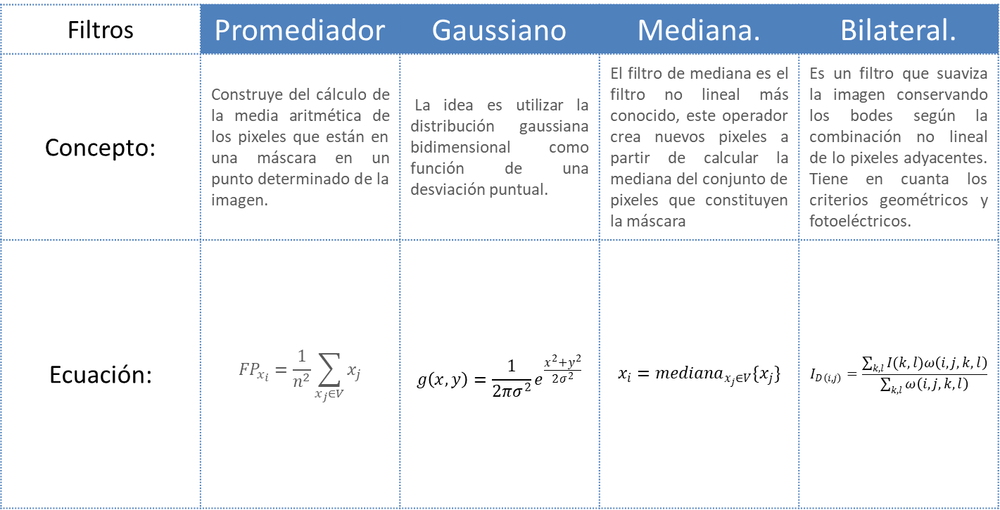 Filtros
Promediador
Gaussiano
Mediana.
Bilateral.
Concepto:
Construye del cálculo de
la media aritmética de
los pixeles que están en
una máscara en un
punto determinado de la
imagen.
La idea es utilizar la
distribución gaussiana
bidimensional como
función de una
desviación puntual.
El filtro de mediana es el
filtro no lineal más
conocido, este operador
crea nuevos pixeles a
partir de calcular la
mediana del conjunto de
pixeles que constituyen
la máscara
Es un filtro que suaviza
la imagen conservando
los bodes según la
combinación no lineal
de lo pixeles adyacentes.
Tiene en cuanta los
criterios geométricos y
fotoeléctricos.
Ecuación:
$FP_{x_i} = \frac{1}{n^2} \sum_{x_j \in V} x_j$
$g(x,y) = \frac{1}{2\pi\sigma^2} e^{\frac{x^2+y^2}{2\sigma^2}}$
$x_i = mediana_{x_j \in V}\{x_j\}$
$I_{D(i,j)} = \frac{\sum_{k,l} I(k,l)\omega(i,j,k,l)}{\sum_{k,l} \omega(i,j,k,l)}$